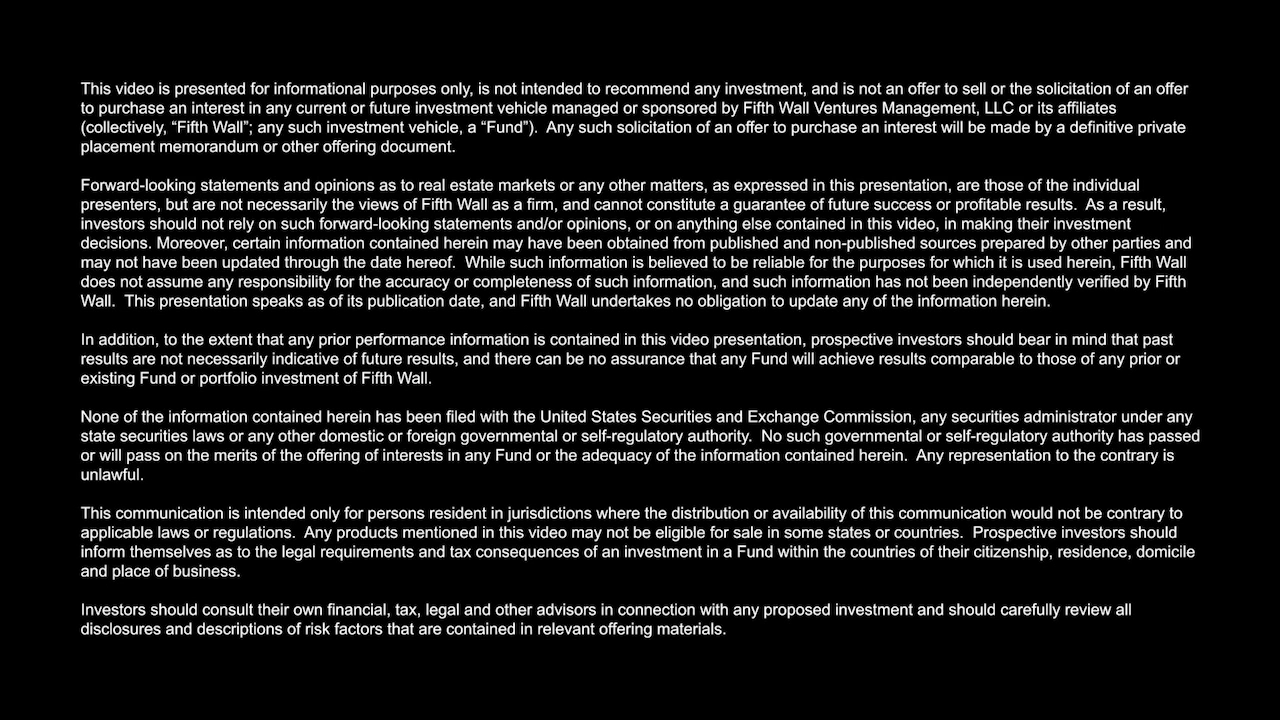 This video is presented for informational purposes only, is not intended to recommend any investment, and is not an offer to sell or the solicitation of an offer
to purchase an interest in any current or future investment vehicle managed or sponsored by Fifth Wall Ventures Management, LLC or its affiliates
(collectively, “Fifth Wall”; any such investment vehicle, a “Fund”).  Any such solicitation of an offer to purchase an interest will be made by a definitive private
placement memorandum or other offering document.
Forward-looking statements and opinions as to real estate markets or any other matters, as expressed in this presentation, are those of the individual
presenters, but are not necessarily the views of Fifth Wall as a firm, and cannot constitute a guarantee of future success or profitable results.  As a result,
investors should not rely on such forward-looking statements and/or opinions, or on anything else contained in this video, in making their investment
decisions. Moreover, certain information contained herein may have been obtained from published and non-published sources prepared by other parties and
may not have been updated through the date hereof.  While such information is believed to be reliable for the purposes for which it is used herein, Fifth Wall
does not assume any responsibility for the accuracy or completeness of such information, and such information has not been independently verified by Fifth
Wall.  This presentation speaks as of its publication date, and Fifth Wall undertakes no obligation to update any of the information herein.
In addition, to the extent that any prior performance information is contained in this video presentation, prospective investors should bear in mind that past
results are not necessarily indicative of future results, and there can be no assurance that any Fund will achieve results comparable to those of any prior or
existing Fund or portfolio investment of Fifth Wall.
None of the information contained herein has been filed with the United States Securities and Exchange Commission, any securities administrator under any
state securities laws or any other domestic or foreign governmental or self-regulatory authority.  No such governmental or self-regulatory authority has passed
or will pass on the merits of the offering of interests in any Fund or the adequacy of the information contained herein.  Any representation to the contrary is
unlawful.
This communication is intended only for persons resident in jurisdictions where the distribution or availability of this communication would not be contrary to
applicable laws or regulations.  Any products mentioned in this video may not be eligible for sale in some states or countries.  Prospective investors should
inform themselves as to the legal requirements and tax consequences of an investment in a Fund within the countries of their citizenship, residence, domicile
and place of business.
Investors should consult their own financial, tax, legal and other advisors in connection with any proposed investment and should carefully review all
disclosures and descriptions of risk factors that are contained in relevant offering materials.